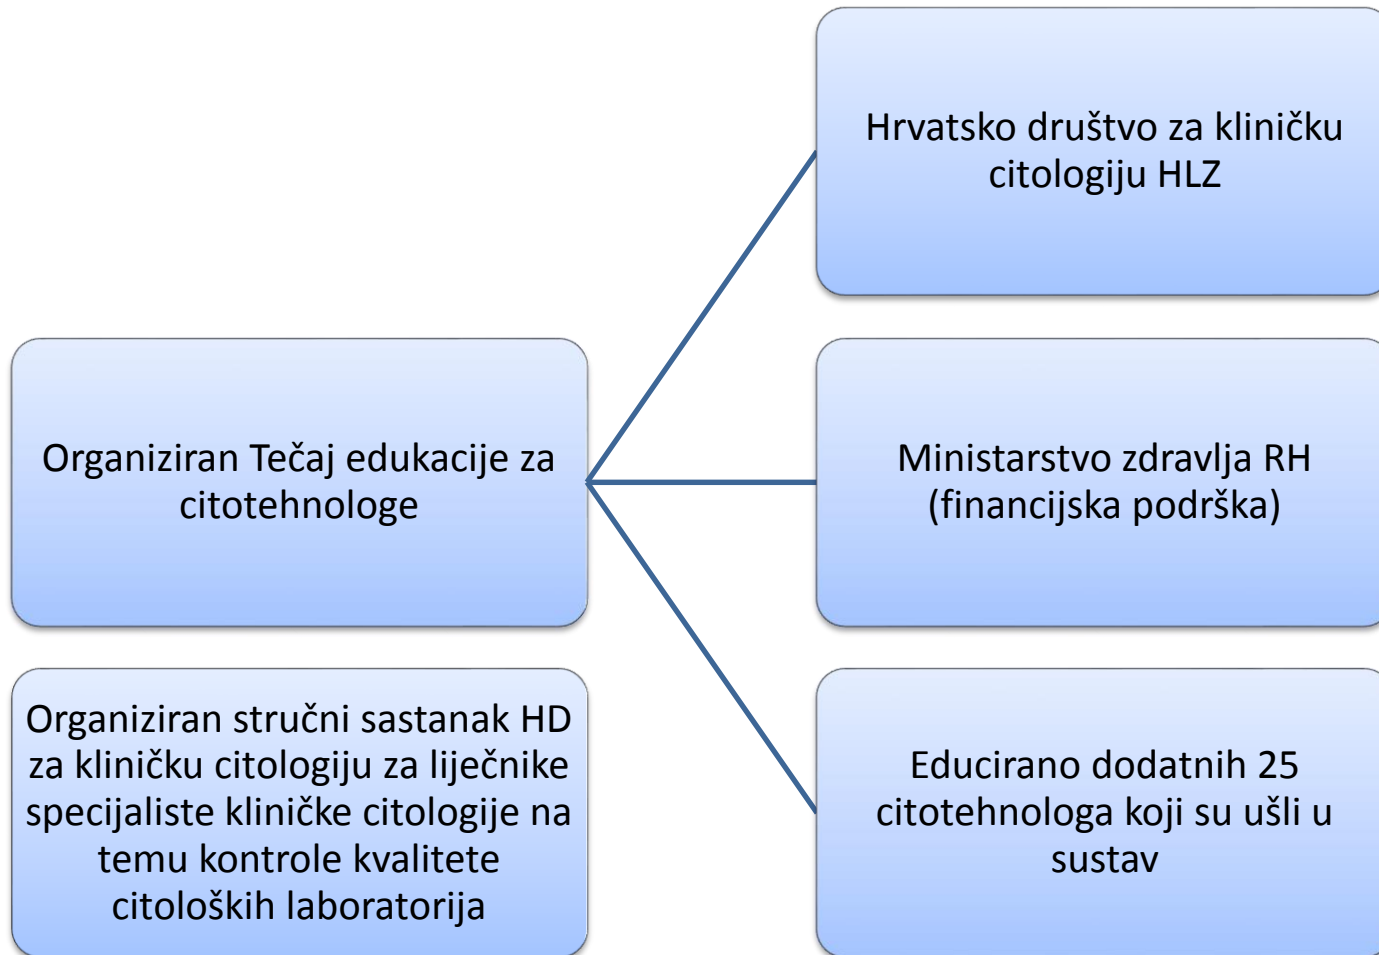 Hrvatsko društvo za kliničku
citologiju HLZ
Organiziran Tečaj edukacije za
citotehnologe
Ministarstvo zdravlja RH
(financijska podrška)
Organiziran stručni sastanak HD
za kliničku citologiju za liječnike
specijaliste kliničke citologije na
temu kontrole kvalitete
citoloških laboratorija
Educirano dodatnih 25
citotehnologa koji su ušli u
sustav